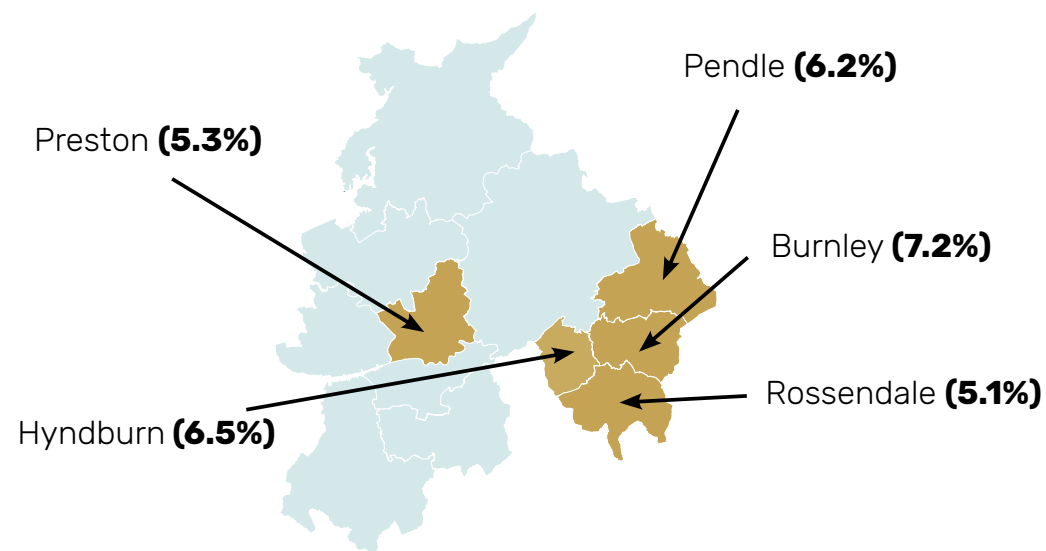 Pendle (6.2%)
Preston (5.3%)
Burnley (7.2%)
Rossendale (5.1%)
Hyndburn (6.5%)